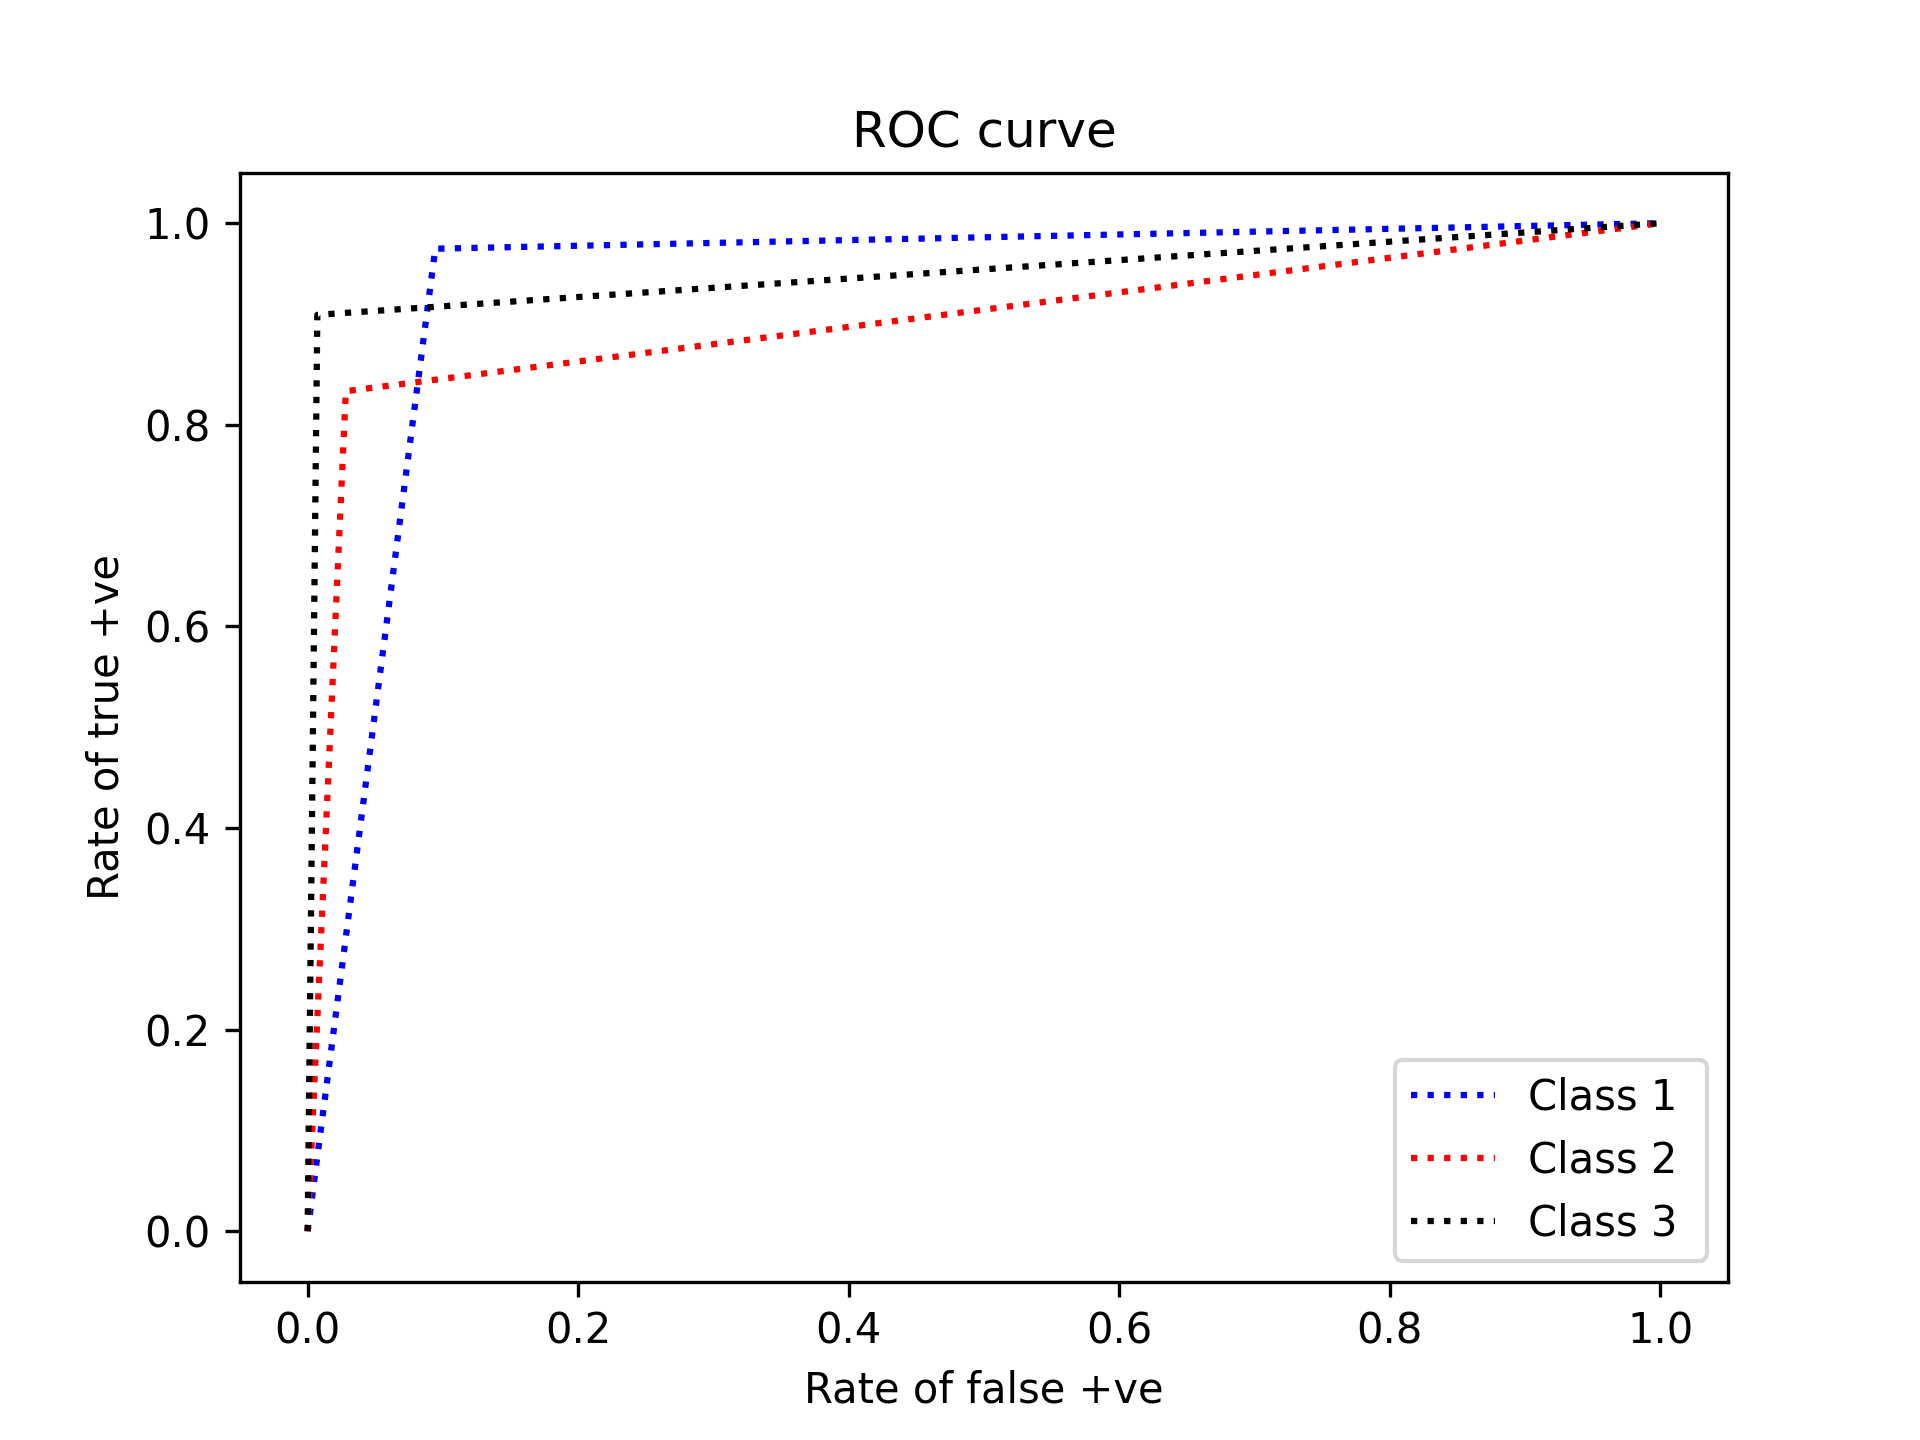 ROC curve
1.0
0.8
0.6
0.4
0.2
0.0
Rate of true +ve
Class 1
Class 2
Class 3
0.0 0.2 0.4 0.6 0.8 1.0
Rate of false +ve